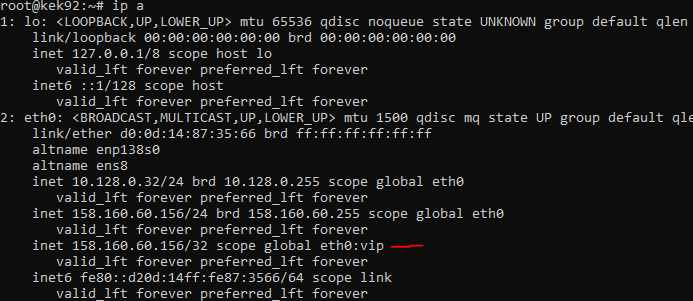 root@kek92:~# ip a
1: lo: <LOOPBACK,UP,LOWER_UP> mtu 65536 qdisc noqueue state UNKNOWN group default qlen
link/loopback 00:00:00:00:00:00 brd 00:00:00:00:00:00
inet 127.0.0.1/8 scope host lo
valid_lft forever preferred_lft forever
inet6 ::1/128 scope host
valid_lft forever preferred_lft forever
2: eth0: <BROADCAST,MULTICAST,UP,LOWER_UP> mtu 1500 qdisc mq state UP group default qle
link/ether d0:0d:14:87:35:66 brd ff:ff:ff:ff:ff:ff
altname enp138s0
altname ens8
inet 10.128.0.32/24 brd 10.128.0.255 scope global eth0
valid_lft forever preferred_lft forever
inet 158.160.60.156/24 brd 158.160.60.255 scope global eth0
valid_lft forever preferred_lft forever
inet 158.160.60.156/32 scope global eth0:vip
valid_lft forever preferred_lft forever
inet6 fe80::d20d:14ff:fe87:3566/64 scope link
valid_lft forever preferred_lft forever